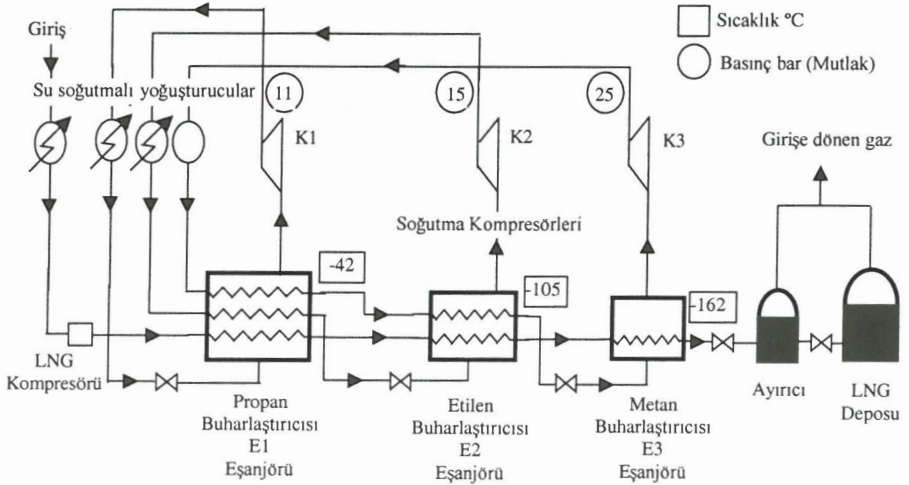 Giriş
Sıcaklık ºC
Basınç bar (Mutlak)
Su soğutmalı yoğuşturucular
11
15
25
K1
K2
K3
Girişe dönen gaz
Soğutma Kompresörleri
-42
-105
-162
LNG
Kompresörü
Propan
Buharlaştırıcısı
E1
Eşanjörü
Etilen
Buharlaştırıcısı
E2
Eşanjörü
Metan
Buharlaştırıcısı
E3
Eşanjörü
Ayırıcı
LNG
Deposu